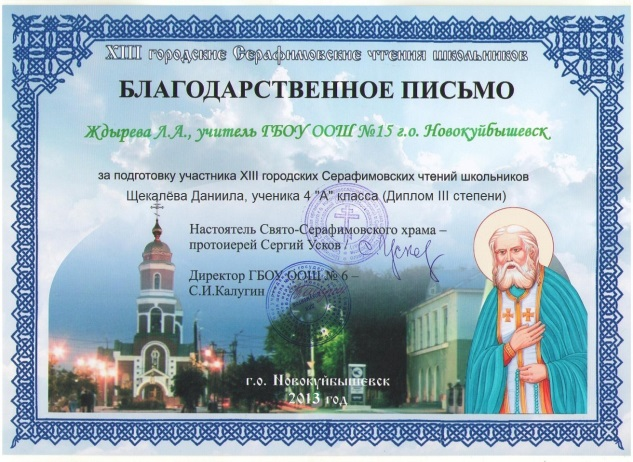 XIII городские Серафимовские чтения школьников
БЛАГОДАРСТВЕННОЕ ПИСЬМО
Ждырева Л.А., учитель ГБОУ ООШ №15 г.о. Новокуйбышевск
за подготовку участника XIII городских Серафимовских чтений школьников
Щекалёва Даниила, ученика 4 "А" класса (Диплом III степени)
Настоятель Свято-Серафимовского храма –
протоиерей Сергий Усков /
Директор ГБОУ ООШ № 6 –
С.И.Калугин
г.о. Новокуйбышевск
2013 год